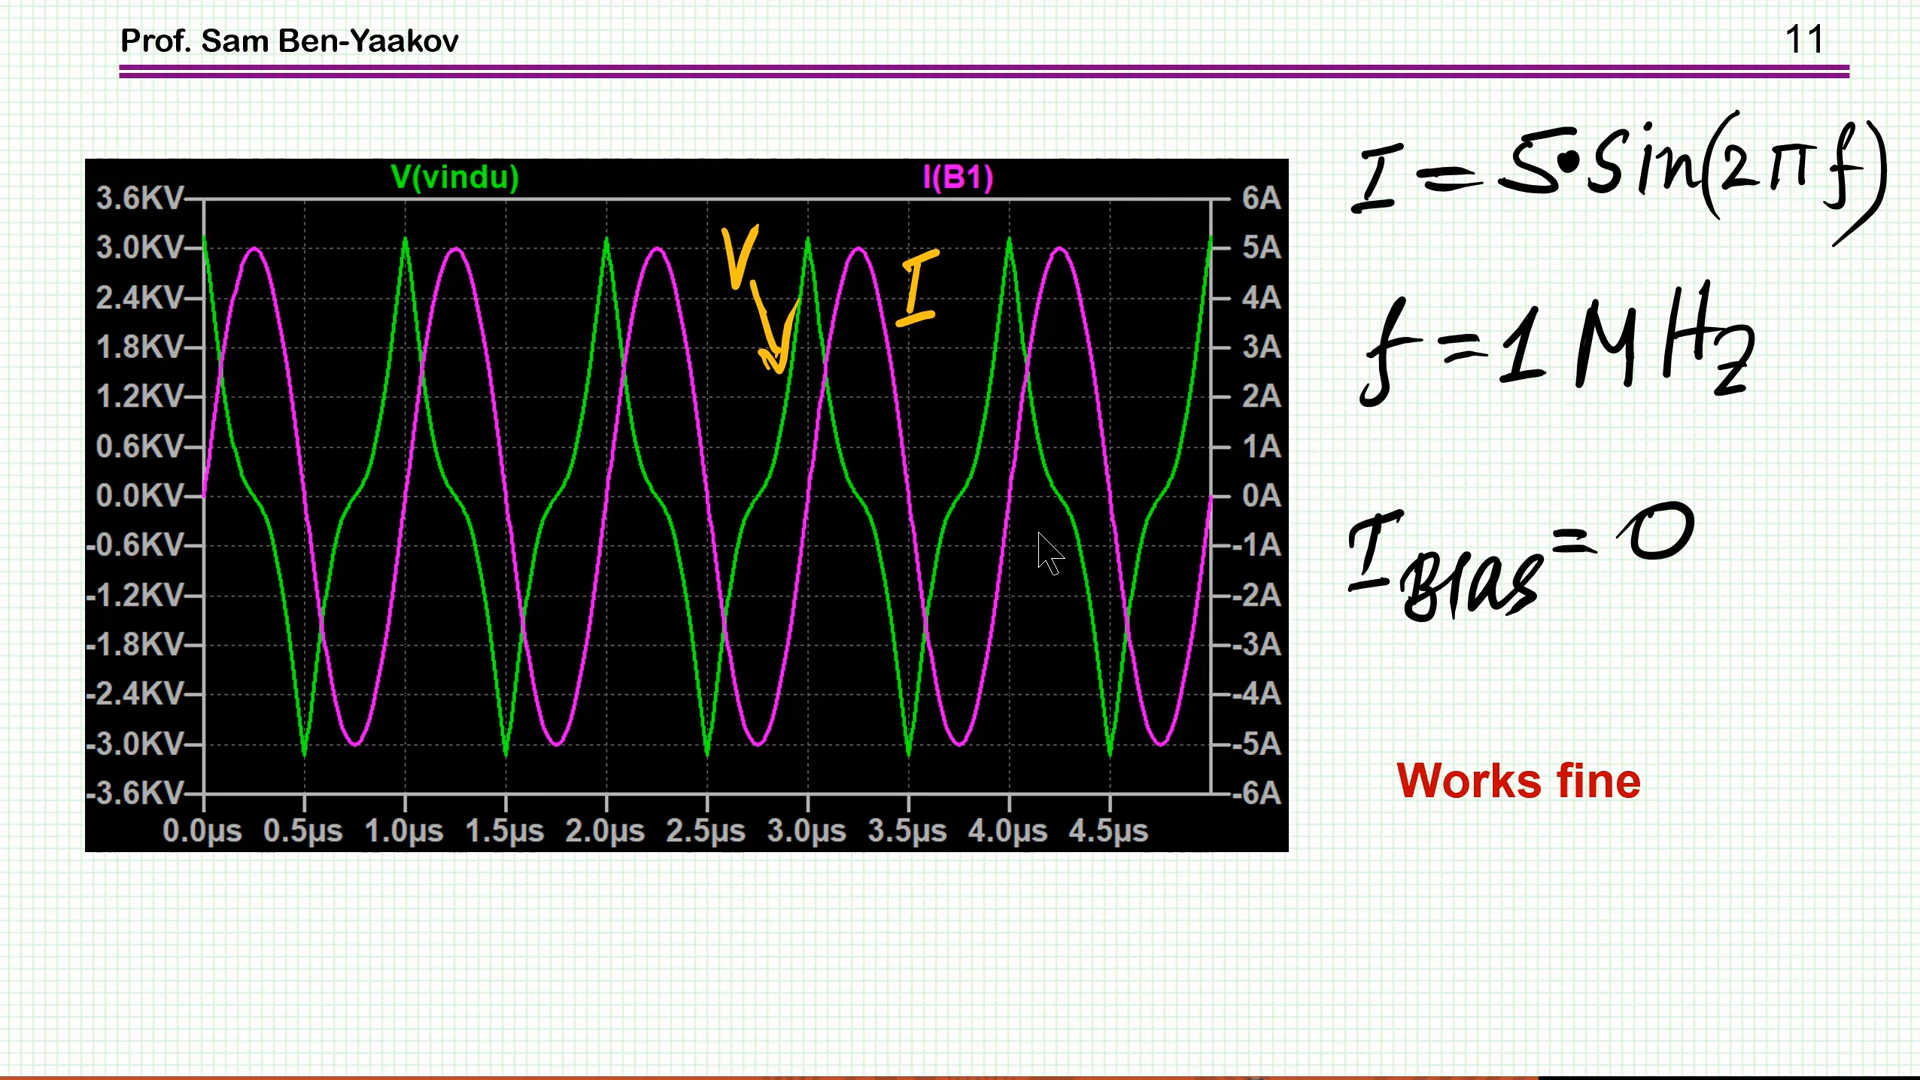 Prof. Sam Ben-Yaakov 11
V(vindu) I(B1)
3.6KV 6A
3.0KV 5A
2.4KV 4A
1.8KV 3A
1.2KV 2A
0.6KV 1A
0.0KV 0A
-0.6KV -1A
-1.2KV -2A
-1.8KV -3A
-2.4KV -4A
-3.0KV -5A
-3.6KV -6A
0.0µs 0.5µs 1.0µs 1.5µs 2.0µs 2.5µs 3.0µs 3.5µs 4.0µs 4.5µs
V I
I = 5·Sin(2πf)
f = 1 MHz
I BIas = 0
Works fine